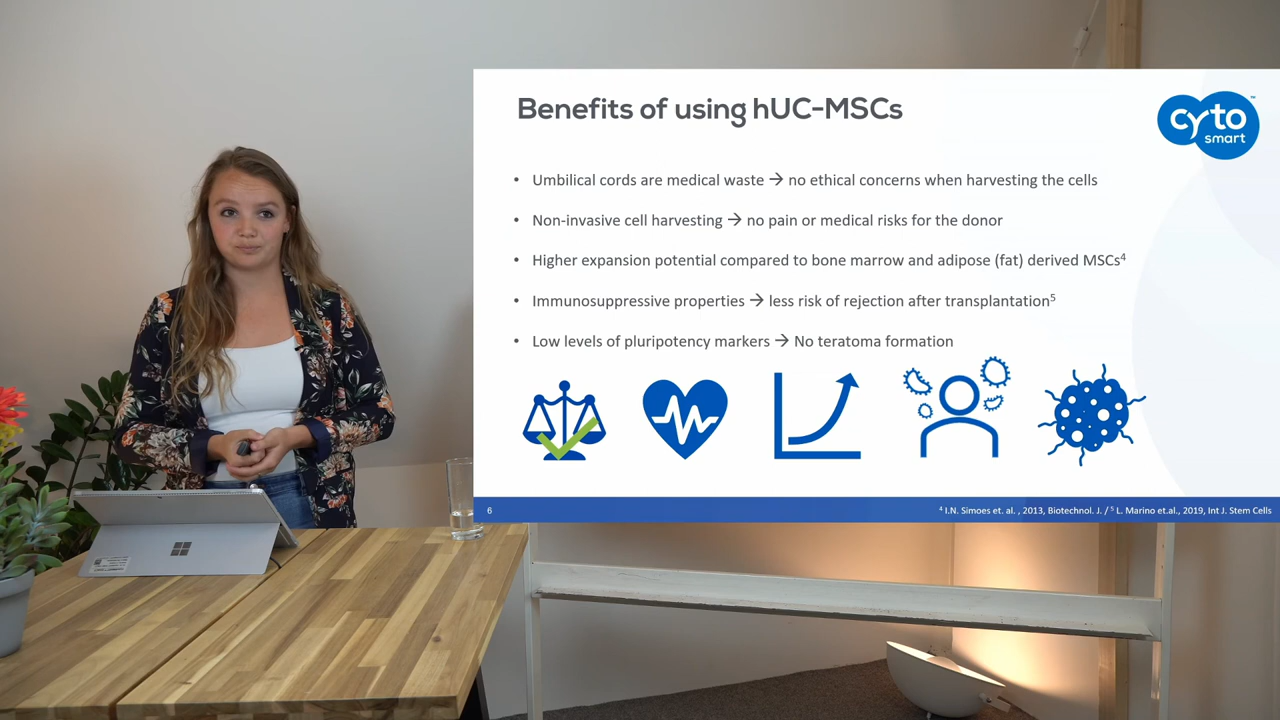 Benefits of using hUC-MSCs
cyto
smart
™
• Umbilical cords are medical waste → no ethical concerns when harvesting the cells
• Non-invasive cell harvesting → no pain or medical risks for the donor
• Higher expansion potential compared to bone marrow and adipose (fat) derived MSCs⁴
• Immunosuppressive properties → less risk of rejection after transplantation⁵
• Low levels of pluripotency markers → No teratoma formation
6
⁴ I.N. Simoes et. al. , 2013, Biotechnol. J. / ⁵ L. Marino et.al., 2019, Int J. Stem Cells